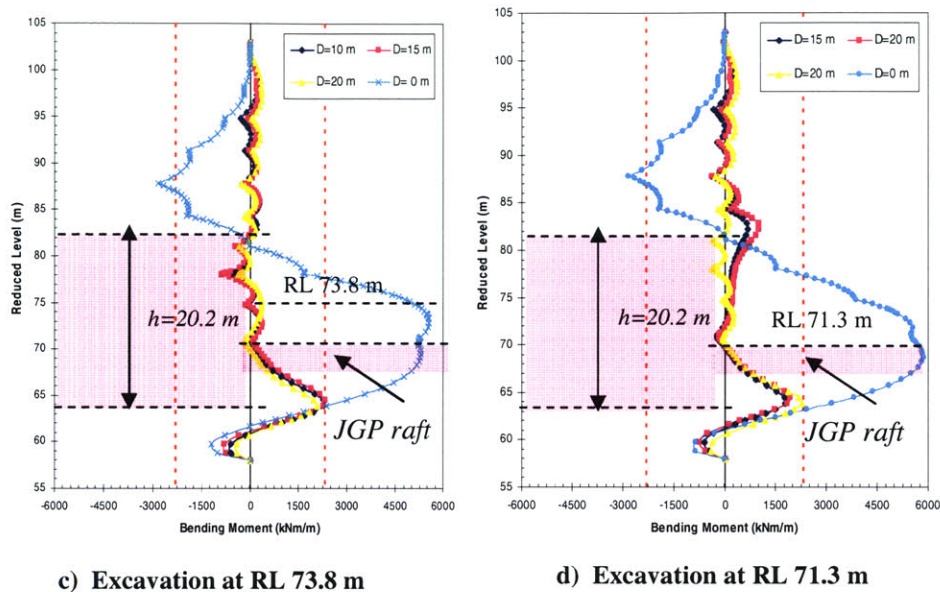 D=10 m D=15 m
D=20 m D= 0 m
105
100
95
90
85
80
75
70
65
60
55
Reduced Level (m)
RL 73.8 m
h=20.2 m
JGP raft
-6000 -3000 0 3000 6000
Bending Moment (kNm/m)
c) Excavation at RL 73.8 m
D=15 m D=20 m
D=20 m D=0 m
105
100
95
90
85
80
75
70
65
60
55
Reduced Level (m)
h=20.2 m
RL 71.3 m
JGP raft
-6000 -4500 -3000 -1500 0 1500 3000 4500 6000
Bending Moment (kNm/m)
d) Excavation at RL 71.3 m